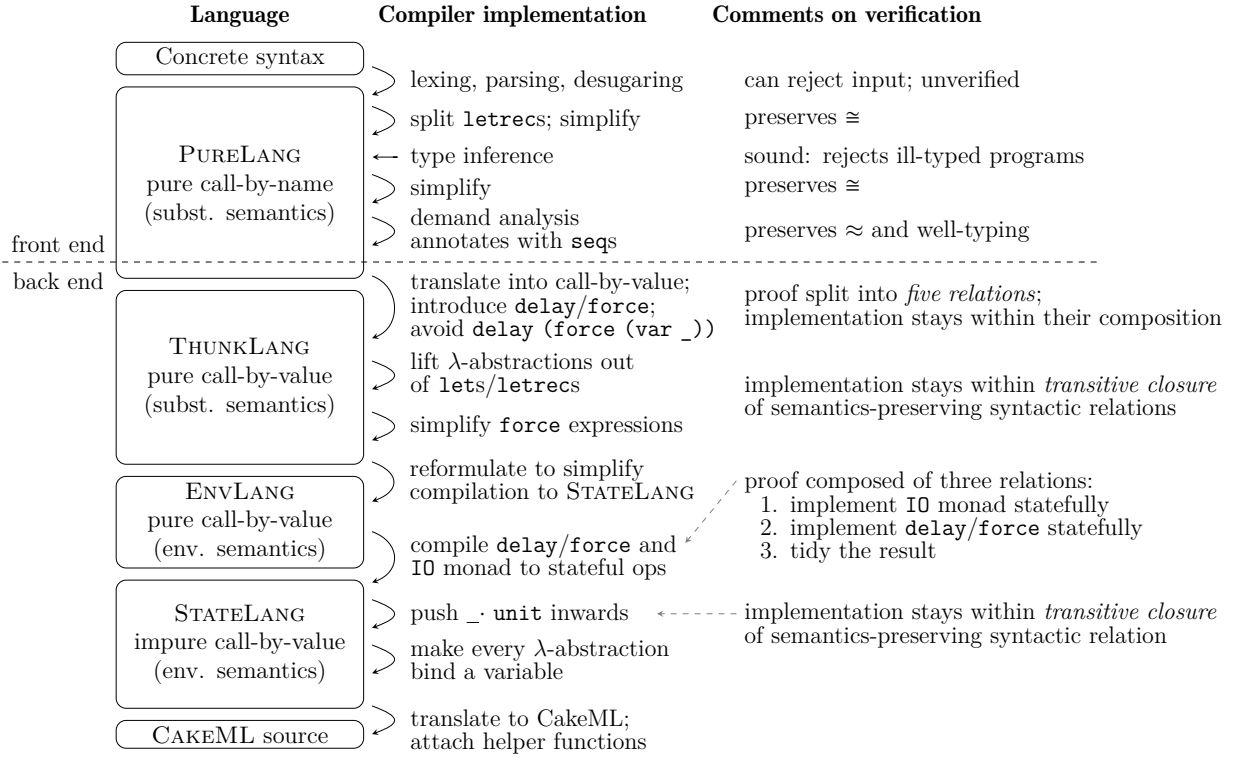 Language Compiler implementation Comments on verification
Concrete syntax
lexing, parsing, desugaring can reject input; unverified
split letrecs; simplify preserves ≅
PURELANG
pure call-by-name
(subst. semantics)
type inference sound: rejects ill-typed programs
simplify preserves ≅
demand analysis
annotates with seqs
preserves ≈ and well-typing
front end
back end
translate into call-by-value;
introduce delay/force;
avoid delay (force (var _))
proof split into five relations;
implementation stays within their composition
THUNKLANG
pure call-by-value
(subst. semantics)
lift λ-abstractions out
of lets/letrecs
implementation stays within transitive closure
of semantics-preserving syntactic relations
simplify force expressions
reformulate to simplify
compilation to STATELANG
ENVLANG
pure call-by-value
(env. semantics)
proof composed of three relations:
1. implement IO monad statefully
2. implement delay/force statefully
3. tidy the result
compile delay/force and
IO monad to stateful ops
STATELANG
impure call-by-value
(env. semantics)
push _· unit inwards
implementation stays within transitive closure
of semantics-preserving syntactic relation
make every λ-abstraction
bind a variable
translate to CakeML;
attach helper functions
CAKEML source